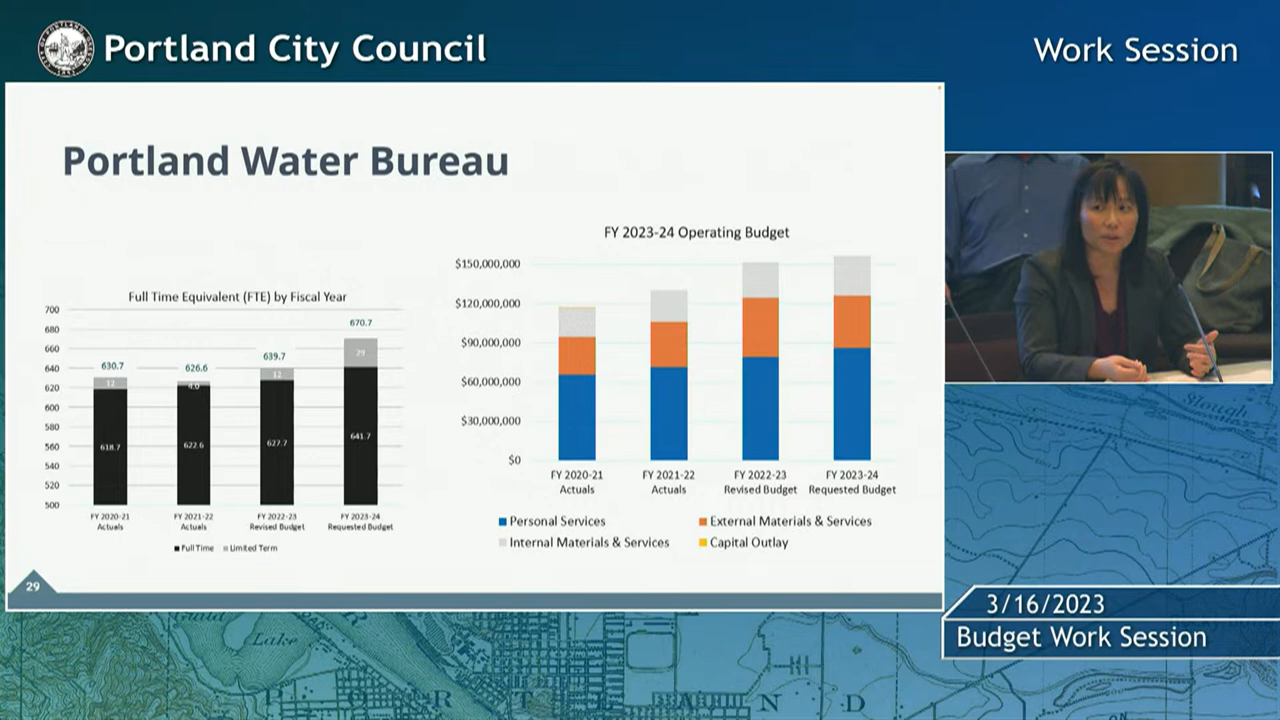 Portland City Council
Work Session
Portland Water Bureau
Full Time Equivalent (FTE) by Fiscal Year
700
680
660
640
620
600
580
560
540
520
500
630.7
626.6
639.7
670.7
12
4.0
12
29
618.7
622.6
627.7
641.7
FY 2020-21
Actuals
FY 2021-22
Actuals
FY 2022-23
Revised Budget
FY 2023-24
Requested Budget
Full Time
Limited Term
FY 2023-24 Operating Budget
$150,000,000
$120,000,000
$90,000,000
$60,000,000
$30,000,000
$0
FY 2020-21
Actuals
FY 2021-22
Actuals
FY 2022-23
Revised Budget
FY 2023-24
Requested Budget
Personal Services
External Materials & Services
Internal Materials & Services
Capital Outlay
29
3/16/2023
Budget Work Session
Slough
Guild
Lake
R T L A N D